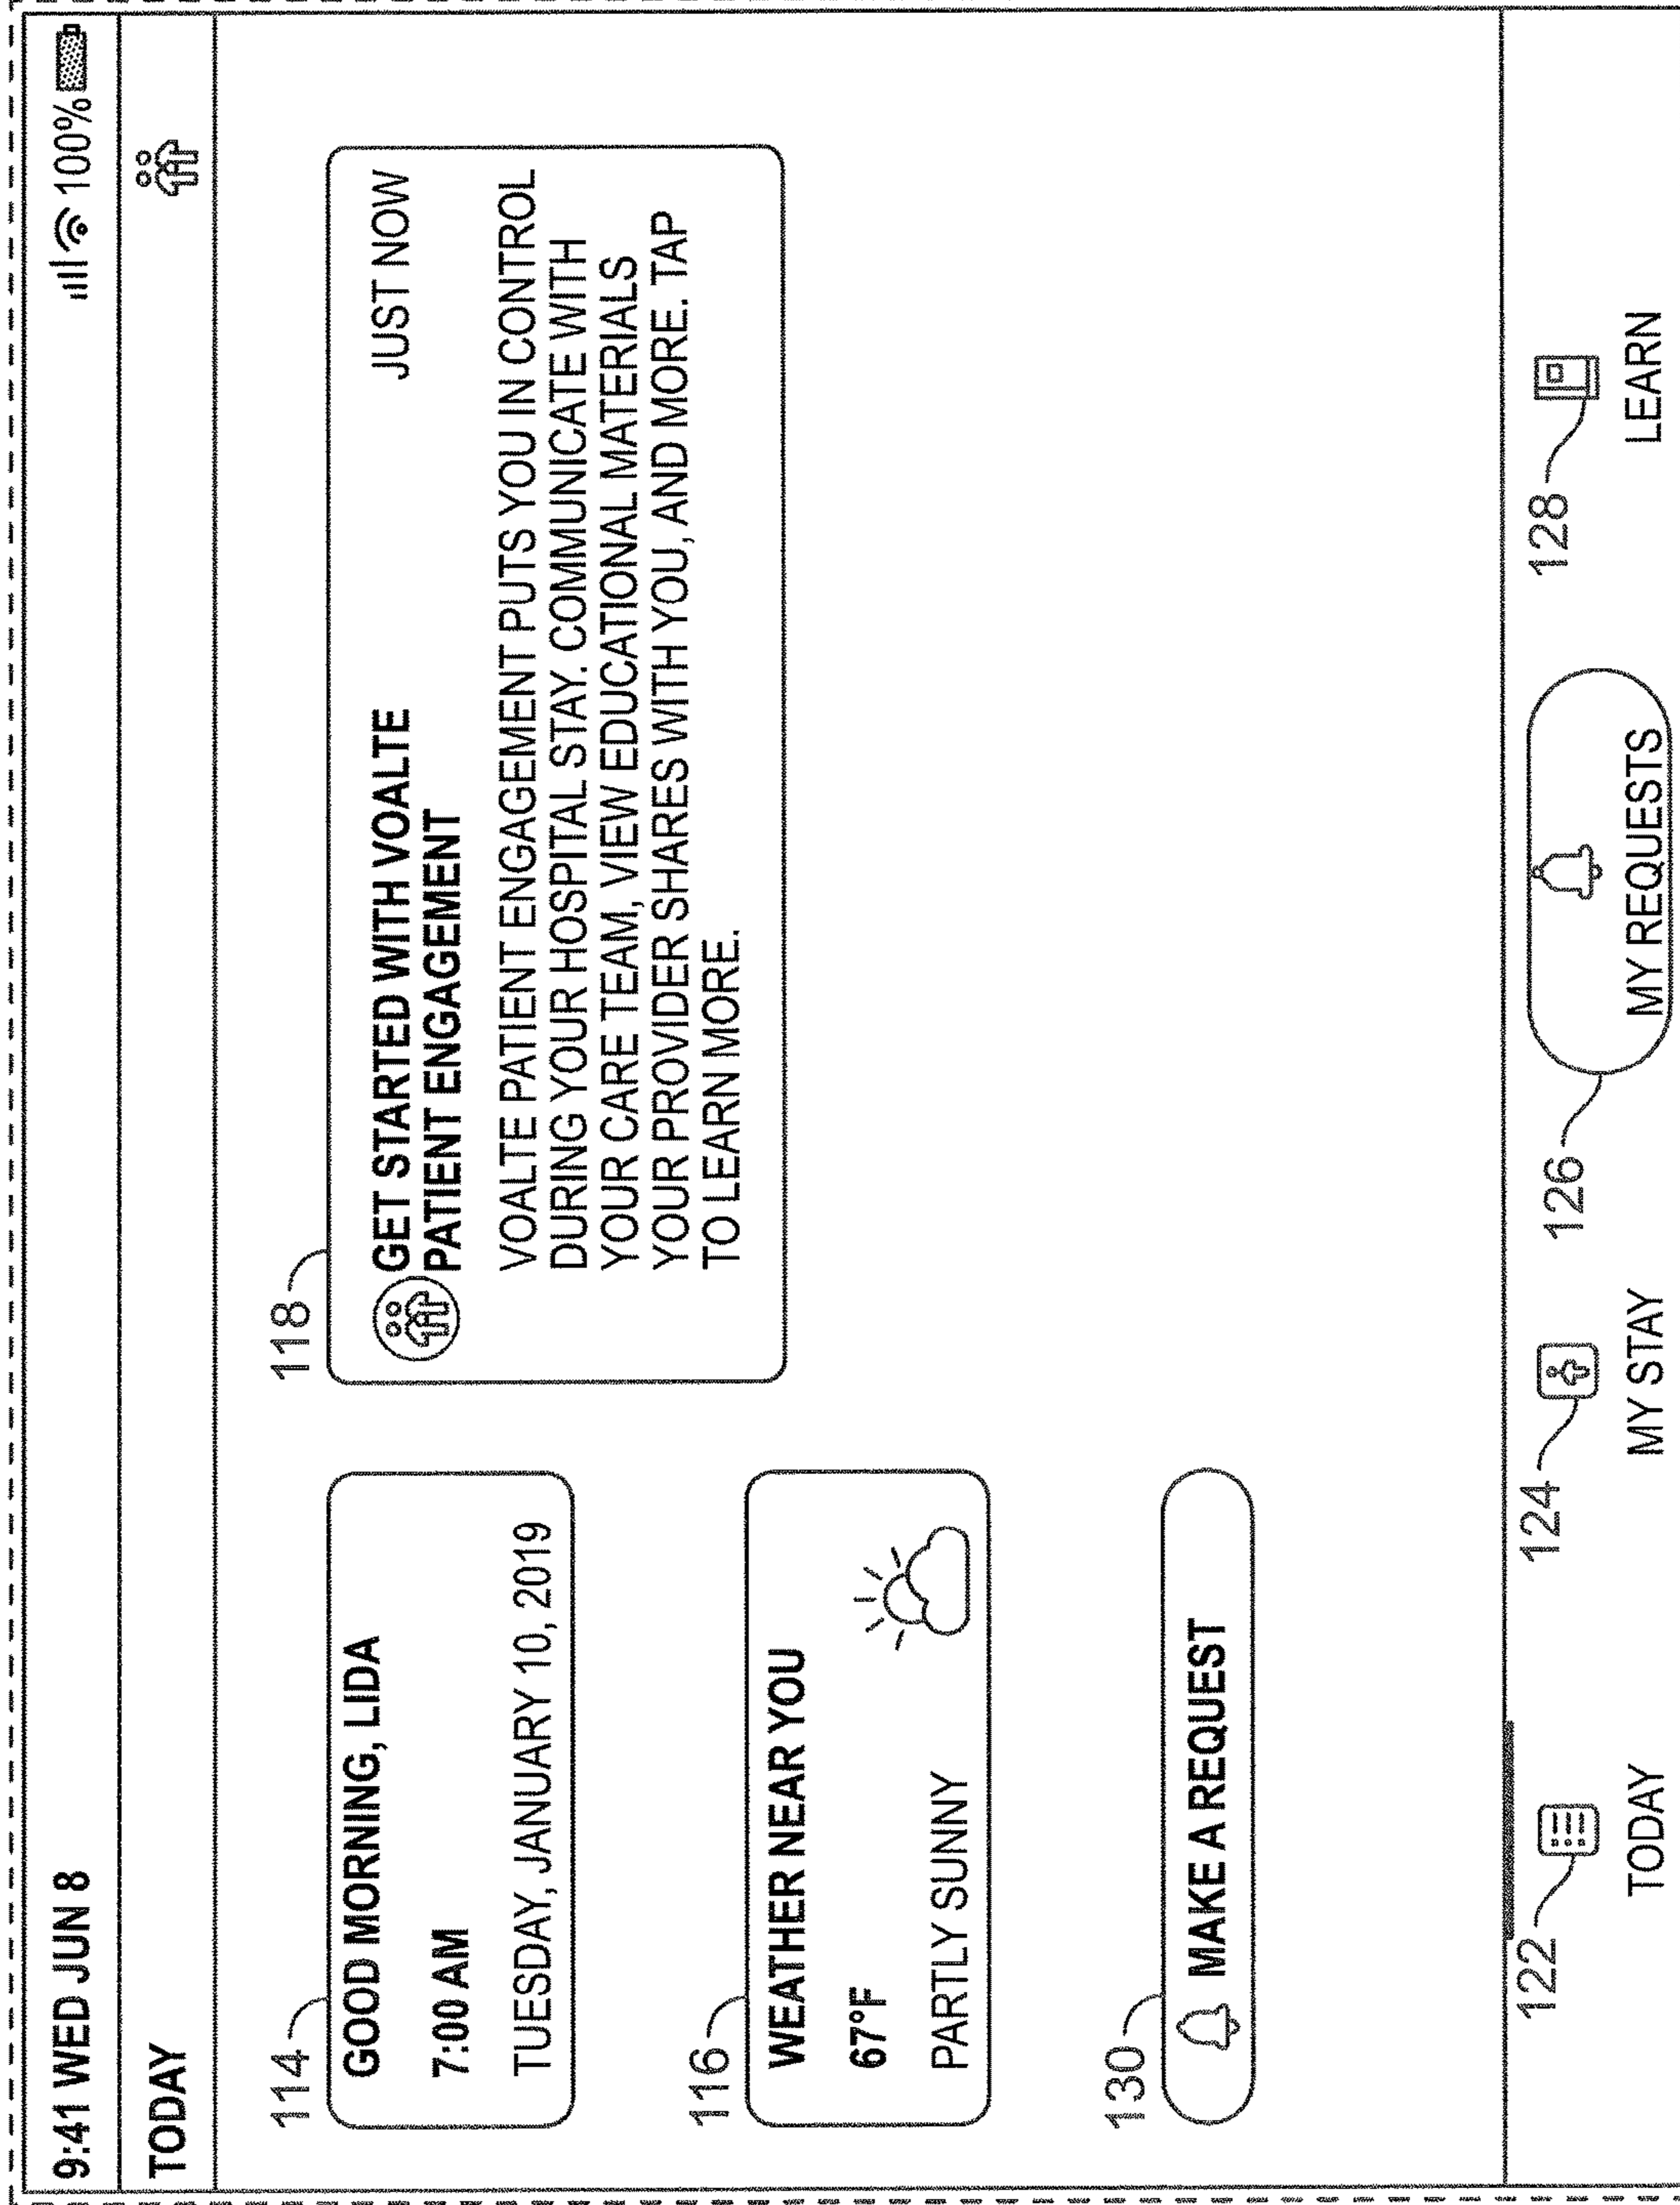 9:41 WED JUN 8
100%
TODAY
114
GOOD MORNING, LIDA
7:00 AM
TUESDAY, JANUARY 10, 2019
116
WEATHER NEAR YOU
67°F
PARTLY SUNNY
130
MAKE A REQUEST
118
GET STARTED WITH VOALTE
PATIENT ENGAGEMENT
JUST NOW
VOALTE PATIENT ENGAGEMENT PUTS YOU IN CONTROL
DURING YOUR HOSPITAL STAY. COMMUNICATE WITH
YOUR CARE TEAM, VIEW EDUCATIONAL MATERIALS
YOUR PROVIDER SHARES WITH YOU, AND MORE. TAP
TO LEARN MORE.
122
TODAY
124
MY STAY
126
MY REQUESTS
128
LEARN